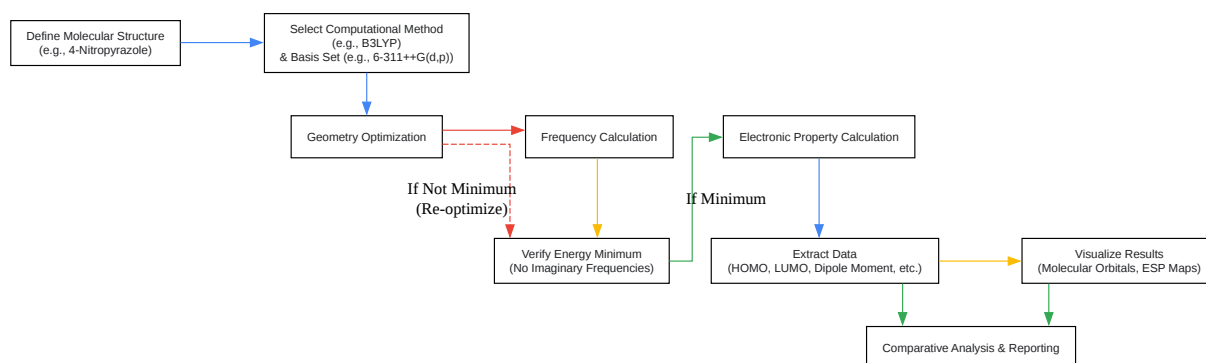 Define Molecular Structure
(e.g., 4-Nitropyrazole)
Select Computational Method
(e.g., B3LYP)
& Basis Set (e.g., 6-311++G(d,p))
Geometry Optimization
Frequency Calculation
Electronic Property Calculation
If Not Minimum
(Re-optimize)
If Minimum
Verify Energy Minimum
(No Imaginary Frequencies)
Extract Data
(HOMO, LUMO, Dipole Moment, etc.)
Visualize Results
(Molecular Orbitals, ESP Maps)
Comparative Analysis & Reporting